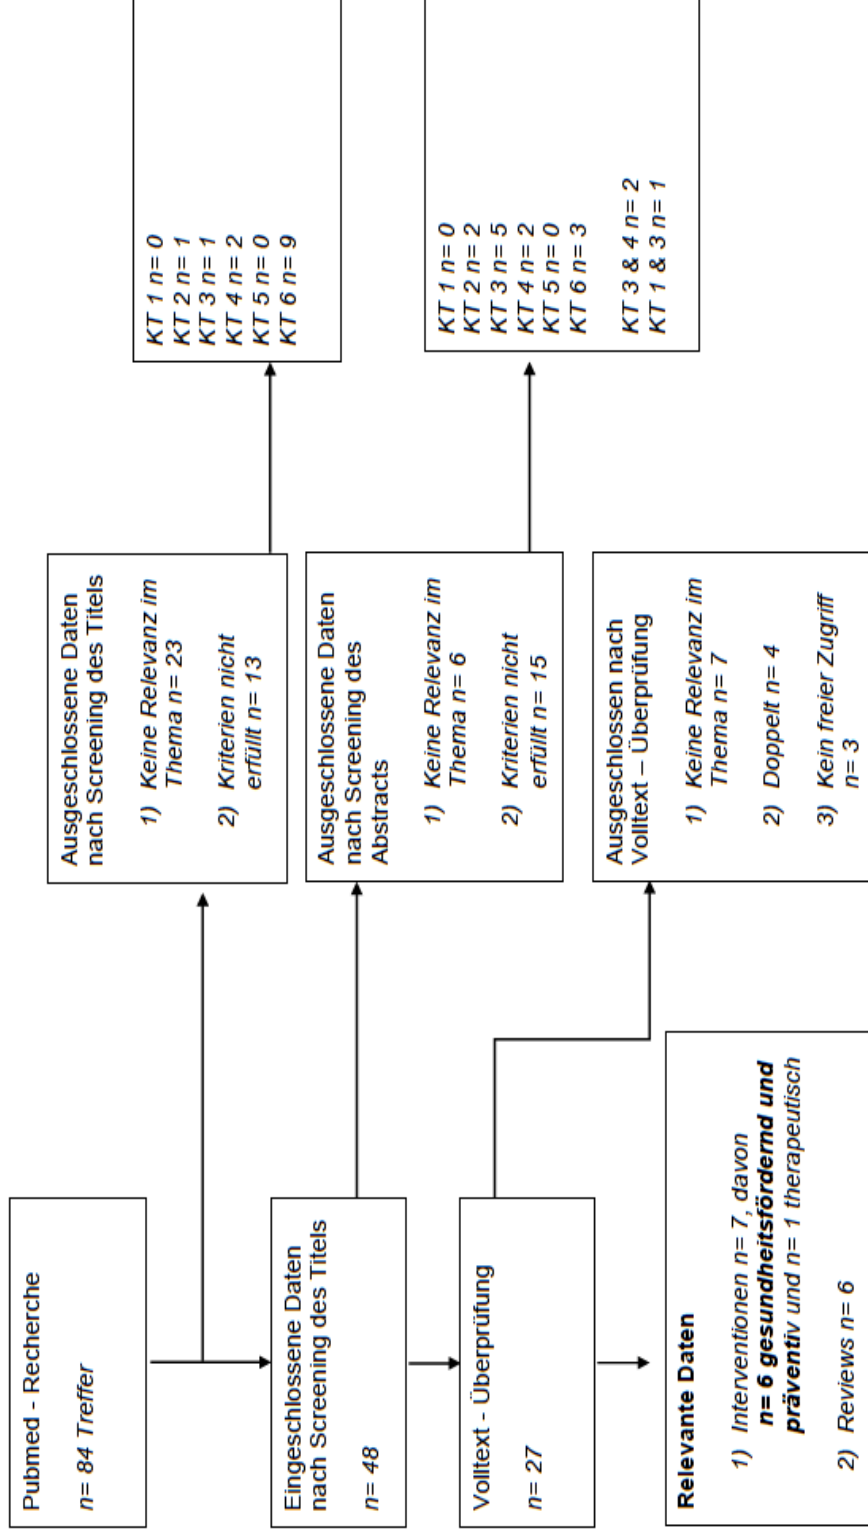 Pubmed - Recherche
n= 84 Treffer
Eingeschlossene Daten
nach Screening des Titels
n= 48
Volltext - Überprüfung
n= 27
Relevante Daten
1) Interventionen n= 7, davon
n= 6 gesundheitsfördernd und
präventiv und n= 1 therapeutisch
2) Reviews n= 6
Ausgeschlossene Daten
nach Screening des Titels
1) Keine Relevanz im
Thema n= 23
2) Kriterien nicht
erfüllt n= 13
Ausgeschlossene Daten
nach Screening des
Abstracts
1) Keine Relevanz im
Thema n= 6
2) Kriterien nicht
erfüllt n= 15
Ausgeschlossen nach
Volltext – Überprüfung
1) Keine Relevanz im
Thema n= 7
2) Doppelt n= 4
3) Kein freier Zugriff
n= 3
KT 1 n= 0
KT 2 n= 1
KT 3 n= 1
KT 4 n= 2
KT 5 n= 0
KT 6 n= 9
KT 1 n= 0
KT 2 n= 2
KT 3 n= 5
KT 4 n= 2
KT 5 n= 0
KT 6 n= 3
KT 3 & 4 n= 2
KT 1 & 3 n= 1